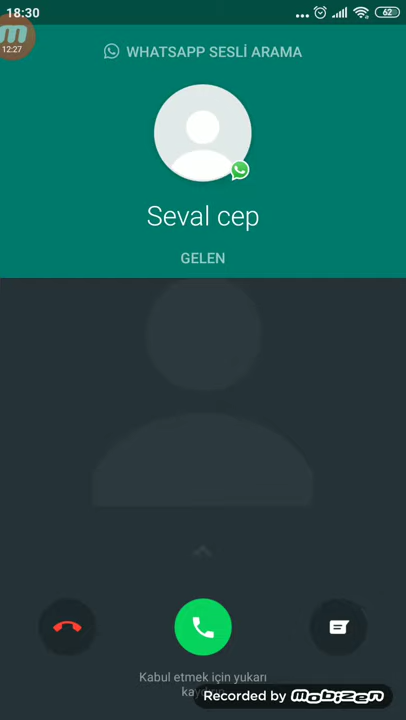 18:30
62
12:27
WHATSAPP SESLİ ARAMA
Seval cep
GELEN
Kabul etmek için yukarı
Recorded by mobizen